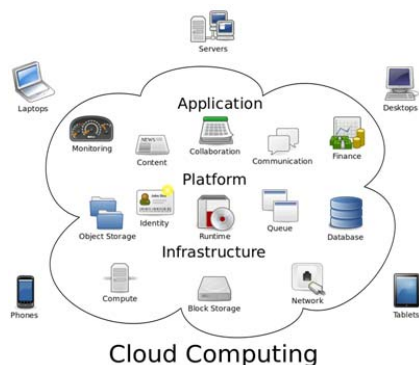 Servers
Laptops
Desktops
Application
Monitoring
NEWS
Content
Collaboration
Communication
Finance
Platform
Identity
Object Storage
Runtime
Queue
Database
Infrastructure
Compute
Block Storage
Network
Phones
Tablets
Cloud Computing